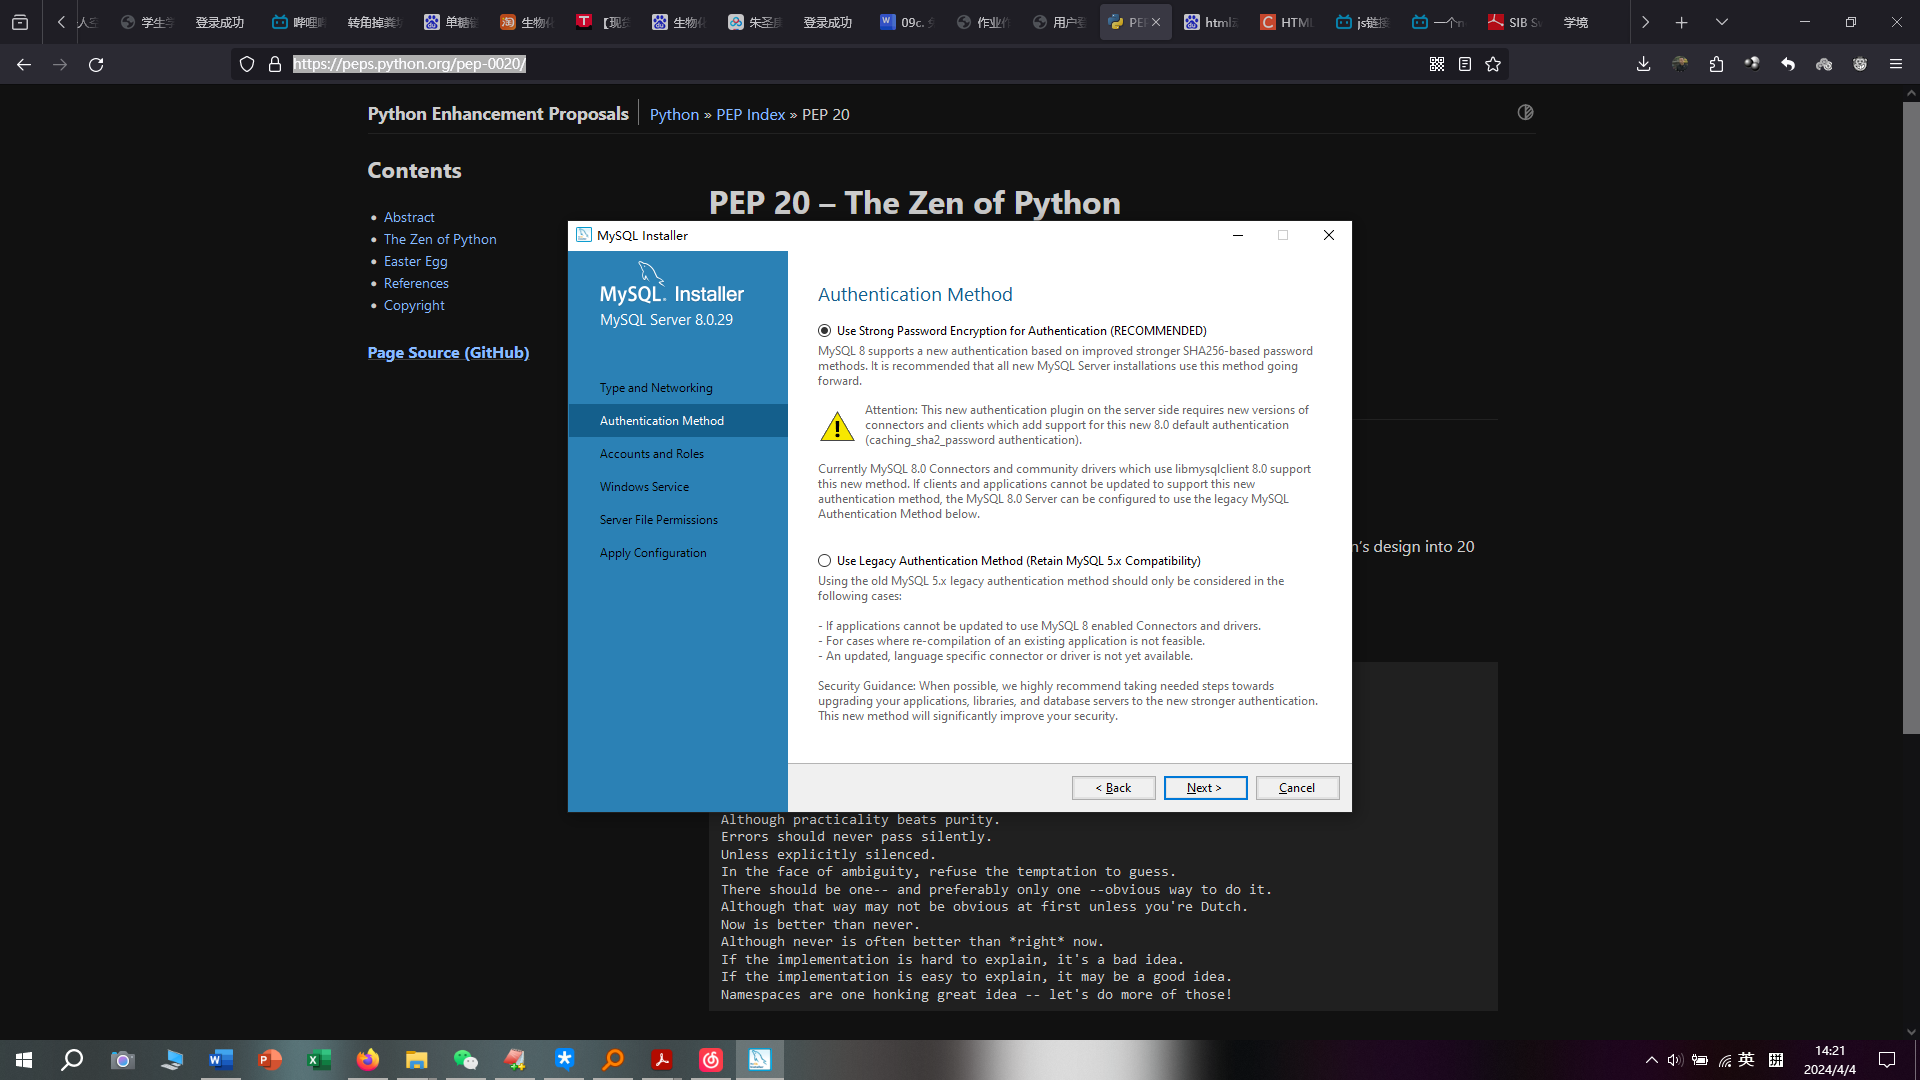 学生
登录成功
哔哩
转角掉粪
单糖
生物
【现
生物
朱圣
登录成功
09c.
作业
用户
PE
html
HTM
js链接
一个
SIB S
学境
https://peps.python.org/pep-0020/
Python Enhancement Proposals
Python » PEP Index » PEP 20
Contents
Abstract
The Zen of Python
Easter Egg
References
Copyright
Page Source (GitHub)
PEP 20 – The Zen of Python
MySQL Installer
MySQL Installer
MySQL Server 8.0.29
Type and Networking
Authentication Method
Accounts and Roles
Windows Service
Server File Permissions
Apply Configuration
Authentication Method
Use Strong Password Encryption for Authentication (RECOMMENDED)
MySQL 8 supports a new authentication based on improved stronger SHA256-based password
methods. It is recommended that all new MySQL Server installations use this method going
forward.
Attention: This new authentication plugin on the server side requires new versions of
connectors and clients which add support for this new 8.0 default authentication
(caching_sha2_password authentication).
Currently MySQL 8.0 Connectors and community drivers which use libmysqlclient 8.0 support
this new method. If clients and applications cannot be updated to support this new
authentication method, the MySQL 8.0 Server can be configured to use the legacy MySQL
Authentication Method below.
Use Legacy Authentication Method (Retain MySQL 5.x Compatibility)
Using the old MySQL 5.x legacy authentication method should only be considered in the
following cases:
- If applications cannot be updated to use MySQL 8 enabled Connectors and drivers.
- For cases where re-compilation of an existing application is not feasible.
- An updated, language specific connector or driver is not yet available.
Security Guidance: When possible, we highly recommend taking needed steps towards
upgrading your applications, libraries, and database servers to the new stronger authentication.
This new method will significantly improve your security.
< Back
Next >
Cancel
n's design into 20
Although practicality beats purity.
Errors should never pass silently.
Unless explicitly silenced.
In the face of ambiguity, refuse the temptation to guess.
There should be one-- and preferably only one --obvious way to do it.
Although that way may not be obvious at first unless you're Dutch.
Now is better than never.
Although never is often better than *right* now.
If the implementation is hard to explain, it's a bad idea.
If the implementation is easy to explain, it may be a good idea.
Namespaces are one honking great idea -- let's do more of those!
英
拼
14:21
2024/4/4